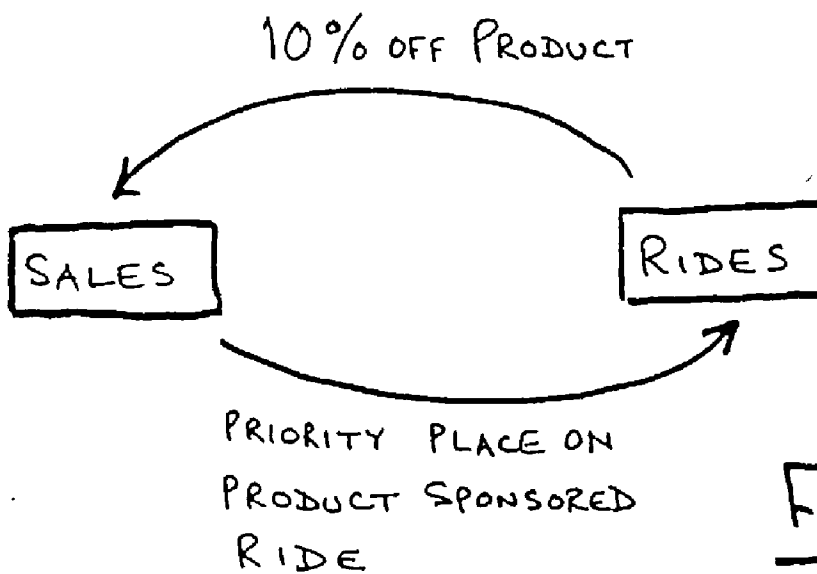 10% OFF PRODUCT
SALES
RIDES
PRIORITY PLACE ON
PRODUCT SPONSORED
RIDE